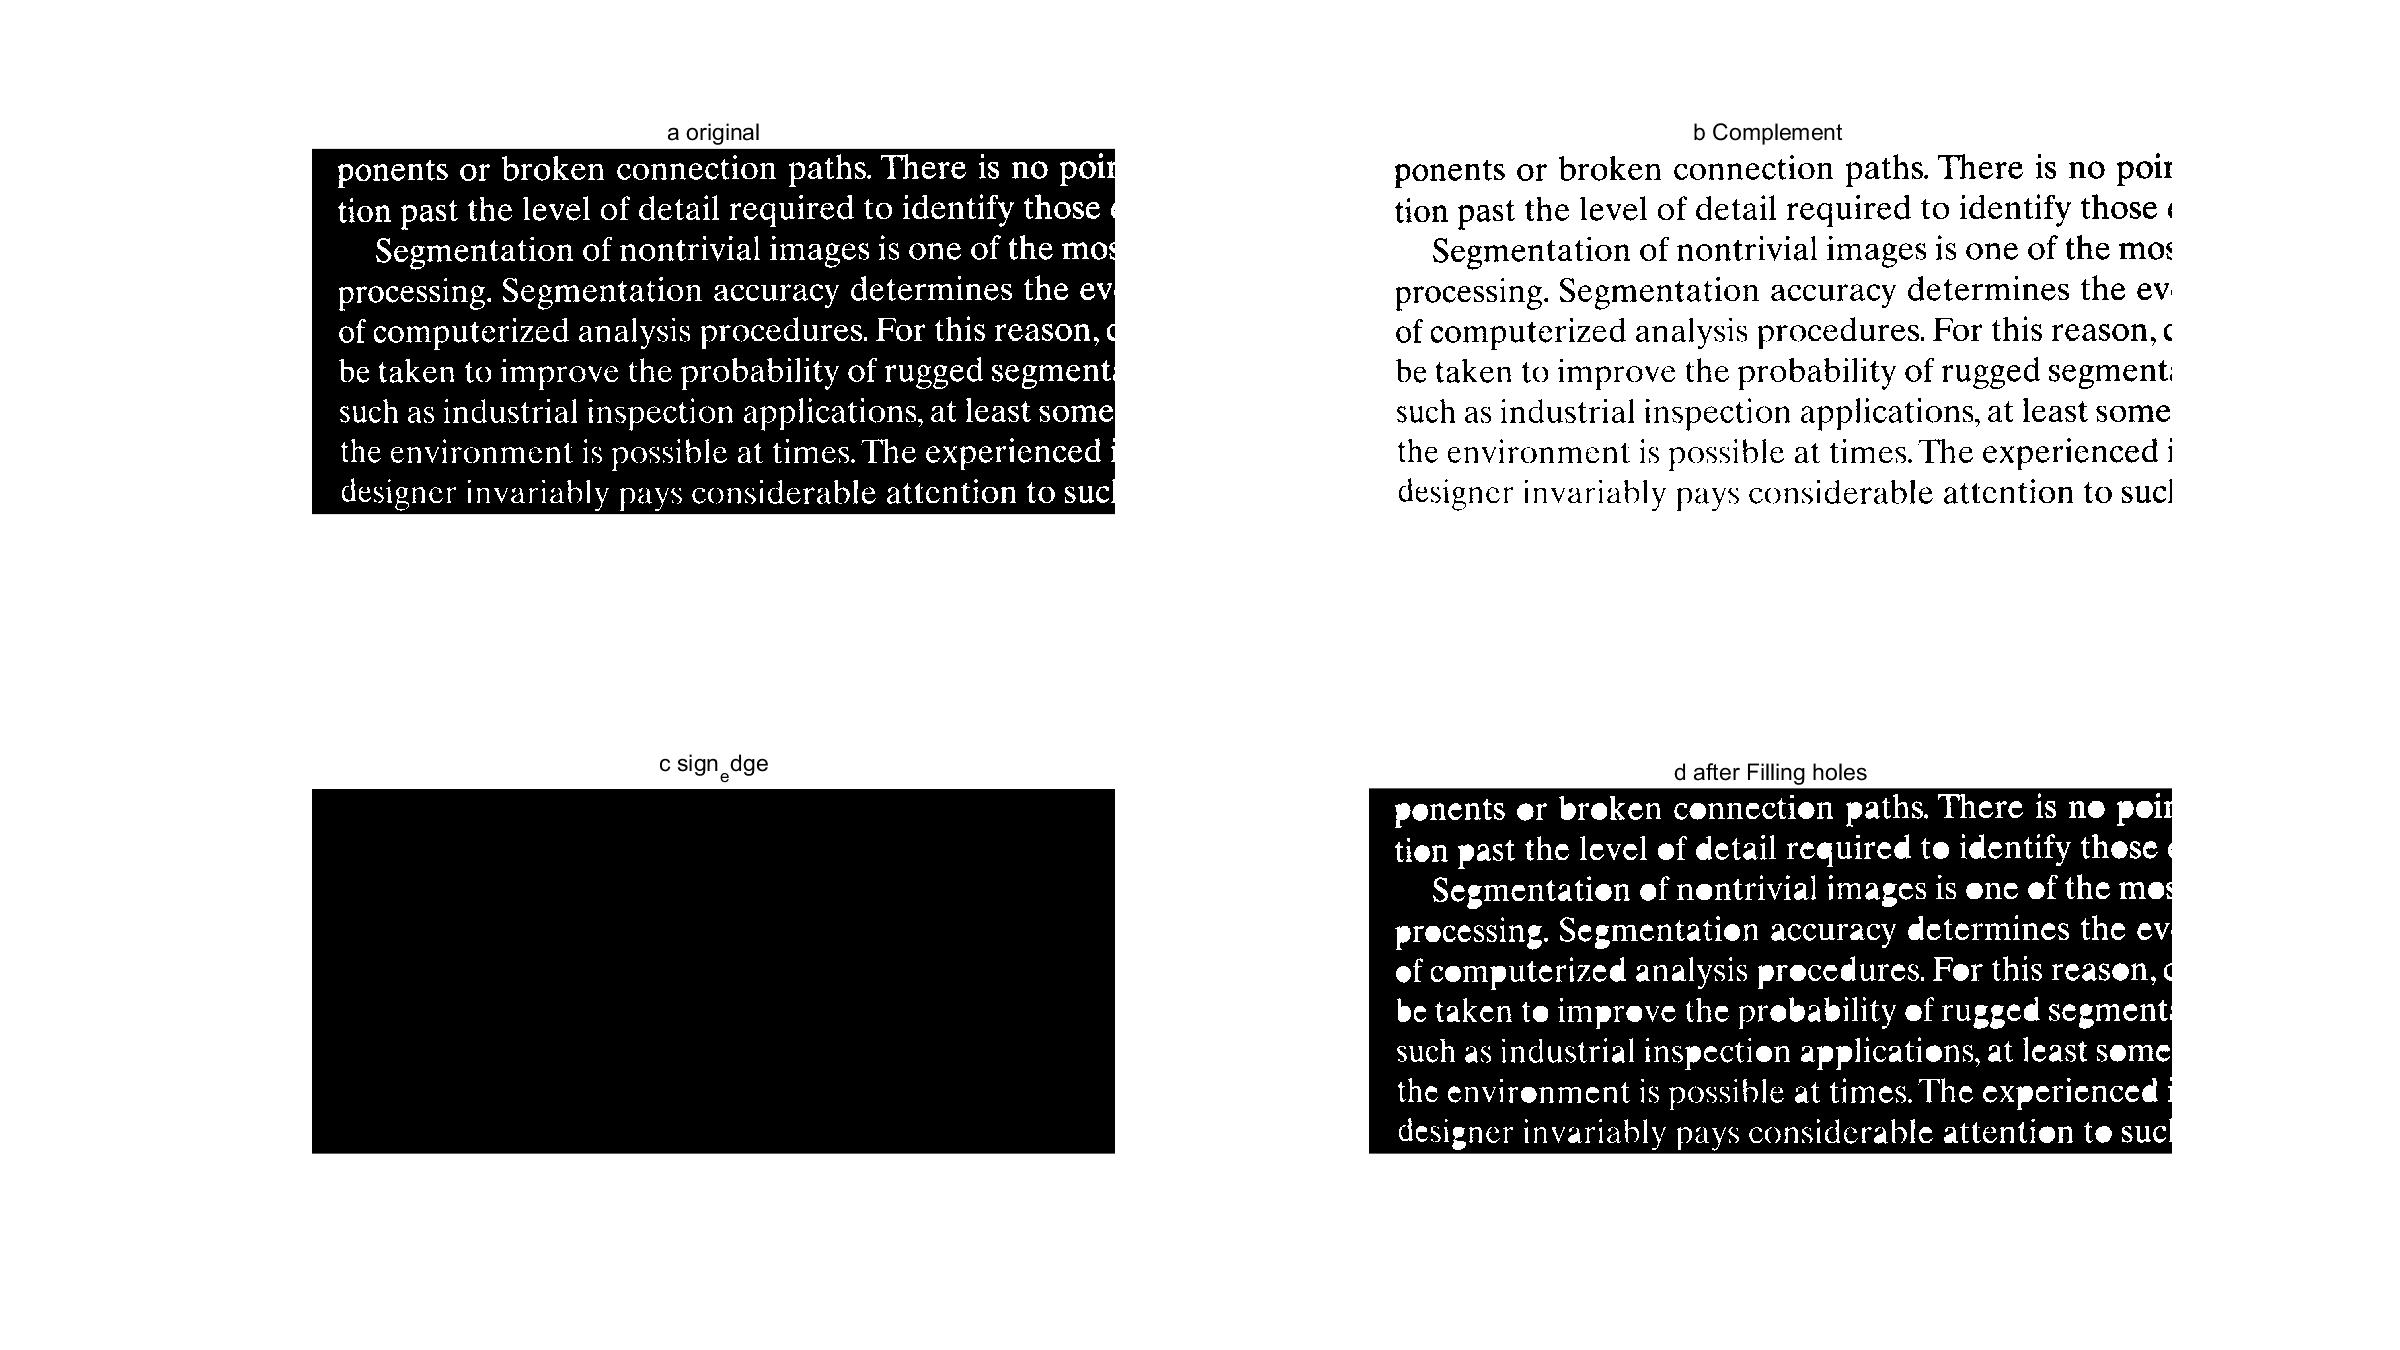 a original
ponents or broken connection paths. There is no poin
tion past the level of detail required to identify those
Segmentation of nontrivial images is one of the mos
processing. Segmentation accuracy determines the ev
of computerized analysis procedures. For this reason, c
be taken to improve the probability of rugged segment
such as industrial inspection applications, at least some
the environment is possible at times. The experienced i
designer invariably pays considerable attention to such
b Complement
ponents or broken connection paths. There is no poin
tion past the level of detail required to identify those
Segmentation of nontrivial images is one of the mos
processing. Segmentation accuracy determines the ev
of computerized analysis procedures. For this reason, c
be taken to improve the probability of rugged segment
such as industrial inspection applications, at least some
the environment is possible at times. The experienced i
designer invariably pays considerable attention to such
c sign_edge
d after Filling holes
ponents or broken connection paths. There is no poin
tion past the level of detail required to identify those
Segmentation of nontrivial images is one of the mos
processing. Segmentation accuracy determines the ev
of computerized analysis procedures. For this reason, c
be taken to improve the probability of rugged segment
such as industrial inspection applications, at least some
the environment is possible at times. The experienced i
designer invariably pays considerable attention to such